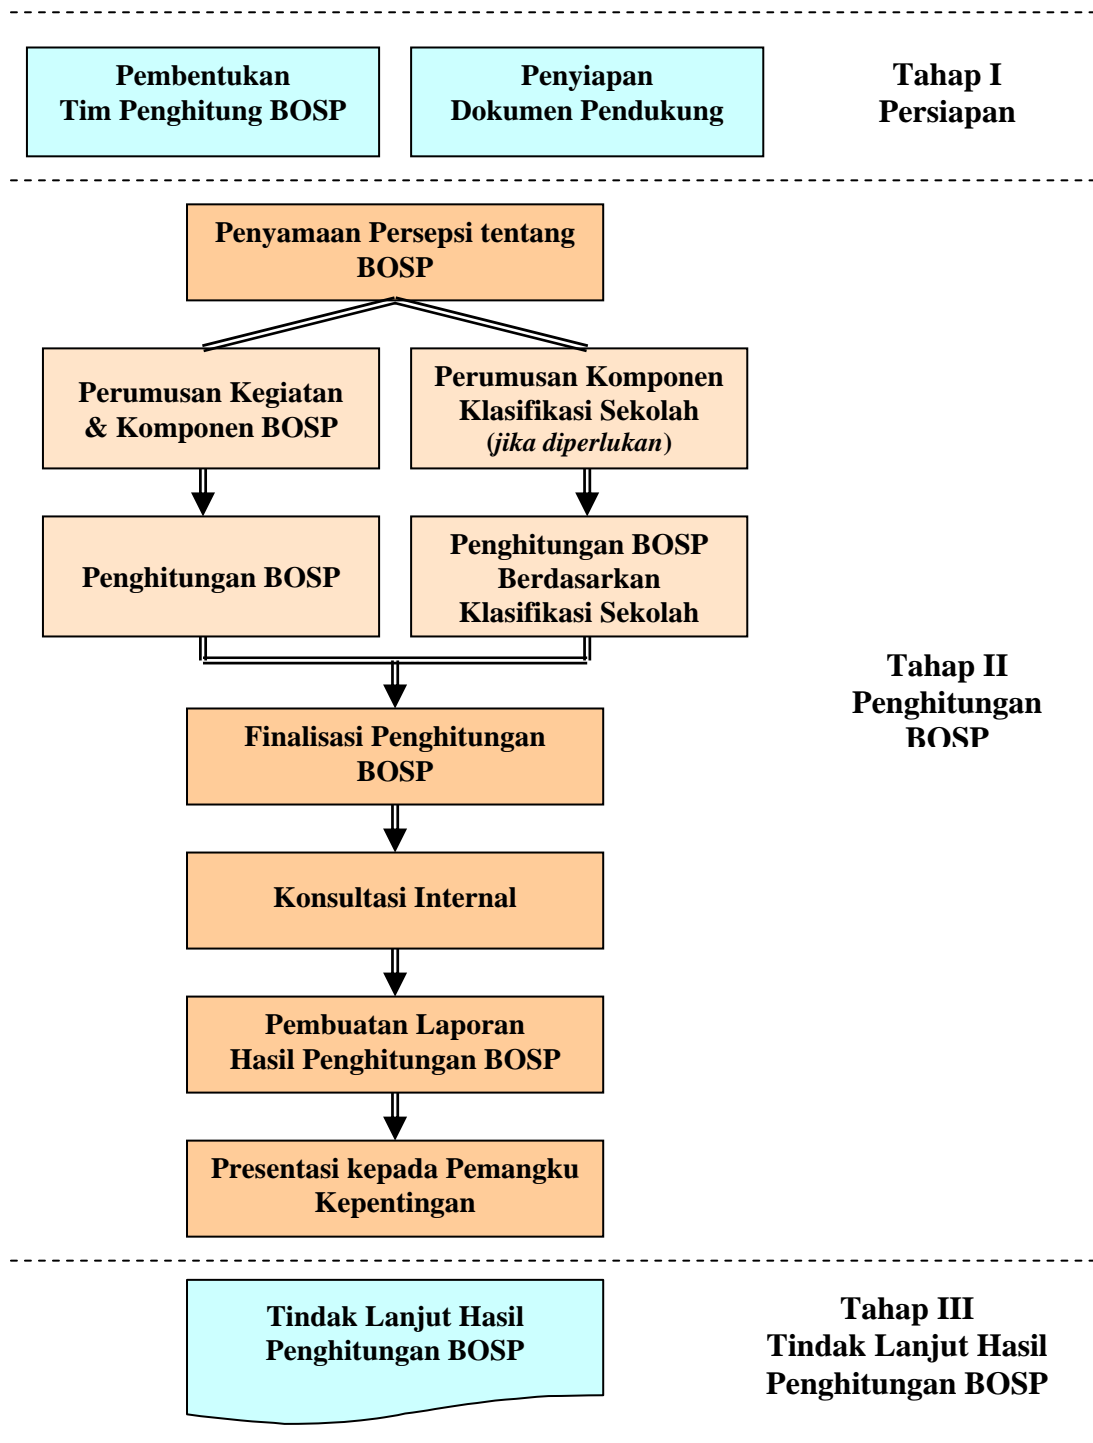 Pembentukan
Tim Penghitung BOSP
Penyiapan
Dokumen Pendukung
Tahap I
Persiapan
Penyamaan Persepsi tentang
BOSP
Perumusan Kegiatan
& Komponen BOSP
Perumusan Komponen
Klasifikasi Sekolah
(jika diperlukan)
Penghitungan BOSP
Penghitungan BOSP
Berdasarkan
Klasifikasi Sekolah
Tahap II
Penghitungan
BOSP
Finalisasi Penghitungan
BOSP
Konsultasi Internal
Pembuatan Laporan
Hasil Penghitungan BOSP
Presentasi kepada Pemangku
Kepentingan
Tindak Lanjut Hasil
Penghitungan BOSP
Tahap III
Tindak Lanjut Hasil
Penghitungan BOSP